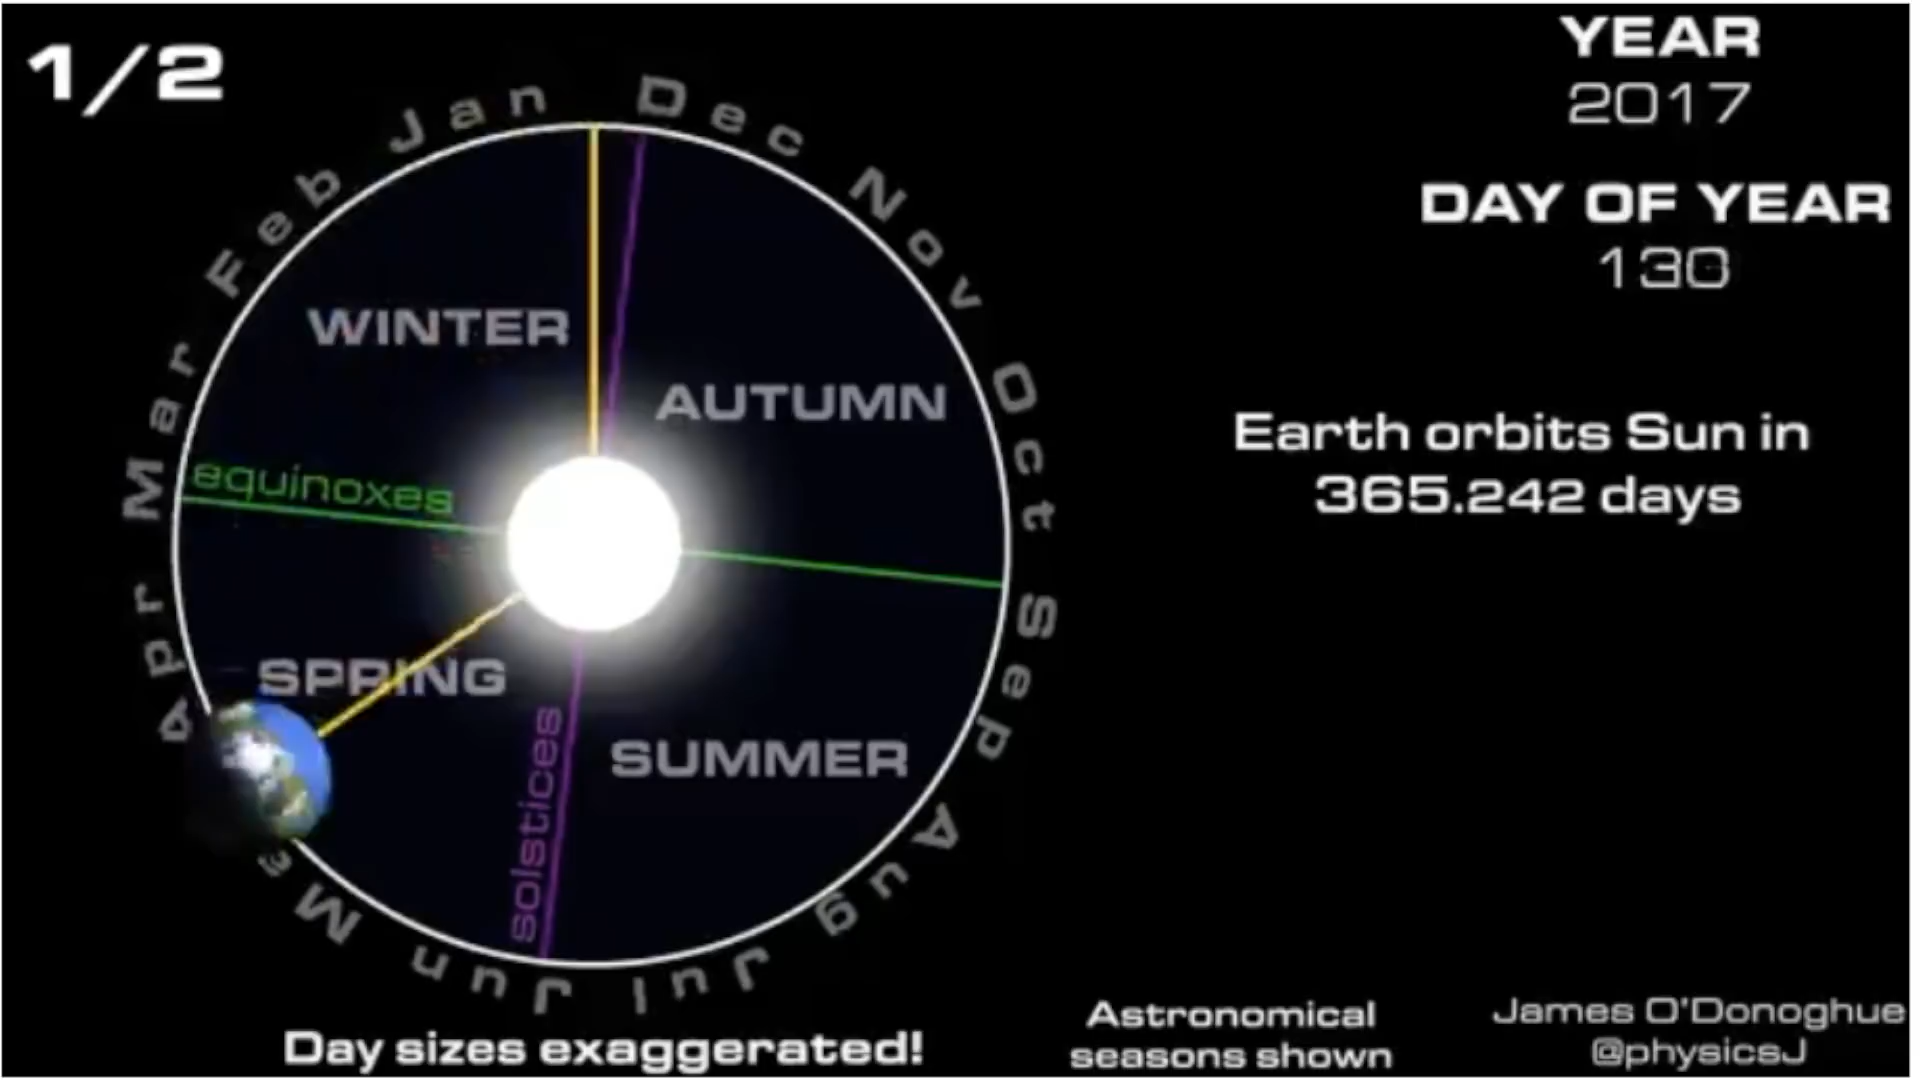 1/2
YEAR
2017
DAY OF YEAR
130
Jan
Dec
Feb
Nov
Mar
Oct
WINTER
AUTUMN
equinoxes
Apr
Sep
SPRING
SUMMER
solstices
Aug
Jun
Jul
Earth orbits Sun in
365.242 days
Day sizes exaggerated!
Astronomical
seasons shown
James O'Donoghue
@physicsJ